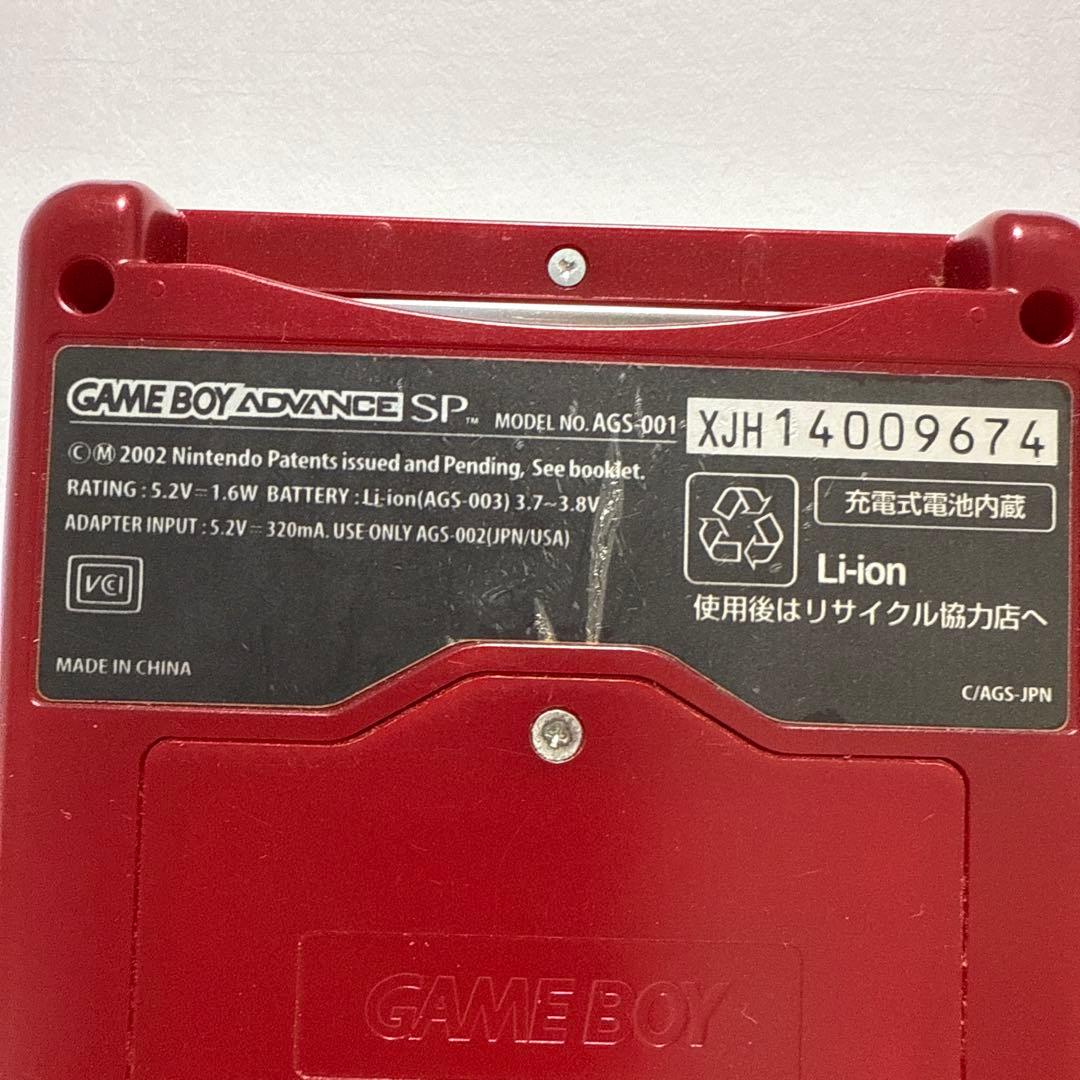 GAME BOY ADVANCE SP™ MODEL NO. AGS-001 XJH14009674
ⒸⓂ 2002 Nintendo Patents issued and Pending, See booklet.
RATING : 5.2V⎓1.6W BATTERY : Li-ion(AGS-003) 3.7~3.8V
ADAPTER INPUT : 5.2V⎓320mA. USE ONLY AGS-002(JPN/USA)
VCI
MADE IN CHINA
充電式電池内蔵
Li-ion
使用後はリサイクル協力店へ
C/AGS-JPN
GAME BOY